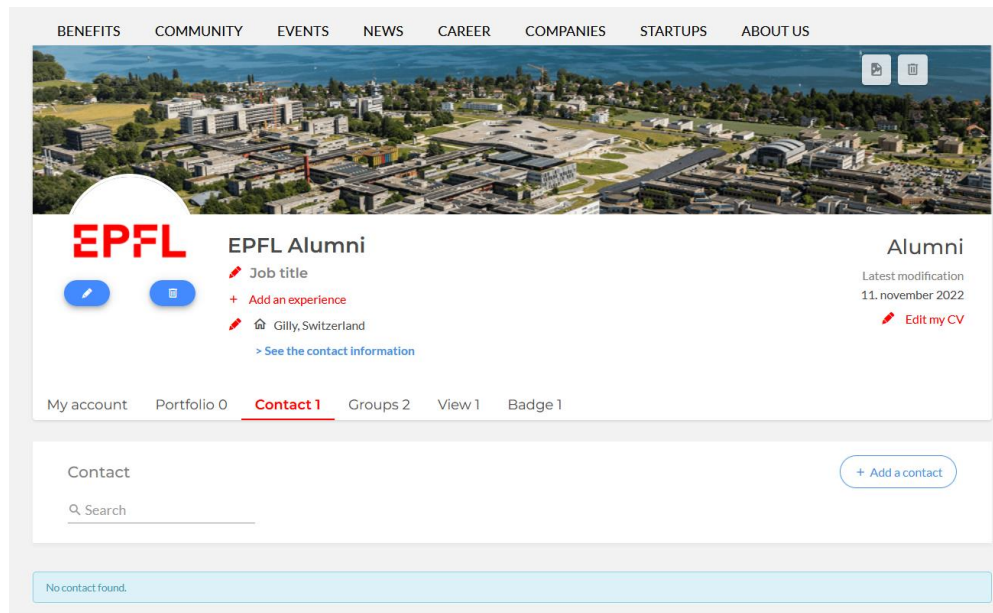 BENEFITS COMMUNITY EVENTS NEWS CAREER COMPANIES STARTUPS ABOUT US
EPFL
EPFL Alumni
Job title
+ Add an experience
Gilly, Switzerland
> See the contact information
Alumni
Latest modification
11. november 2022
Edit my CV
My account Portfolio 0 Contact 1 Groups 2 View 1 Badge 1
Contact
+ Add a contact
Search
No contact found.